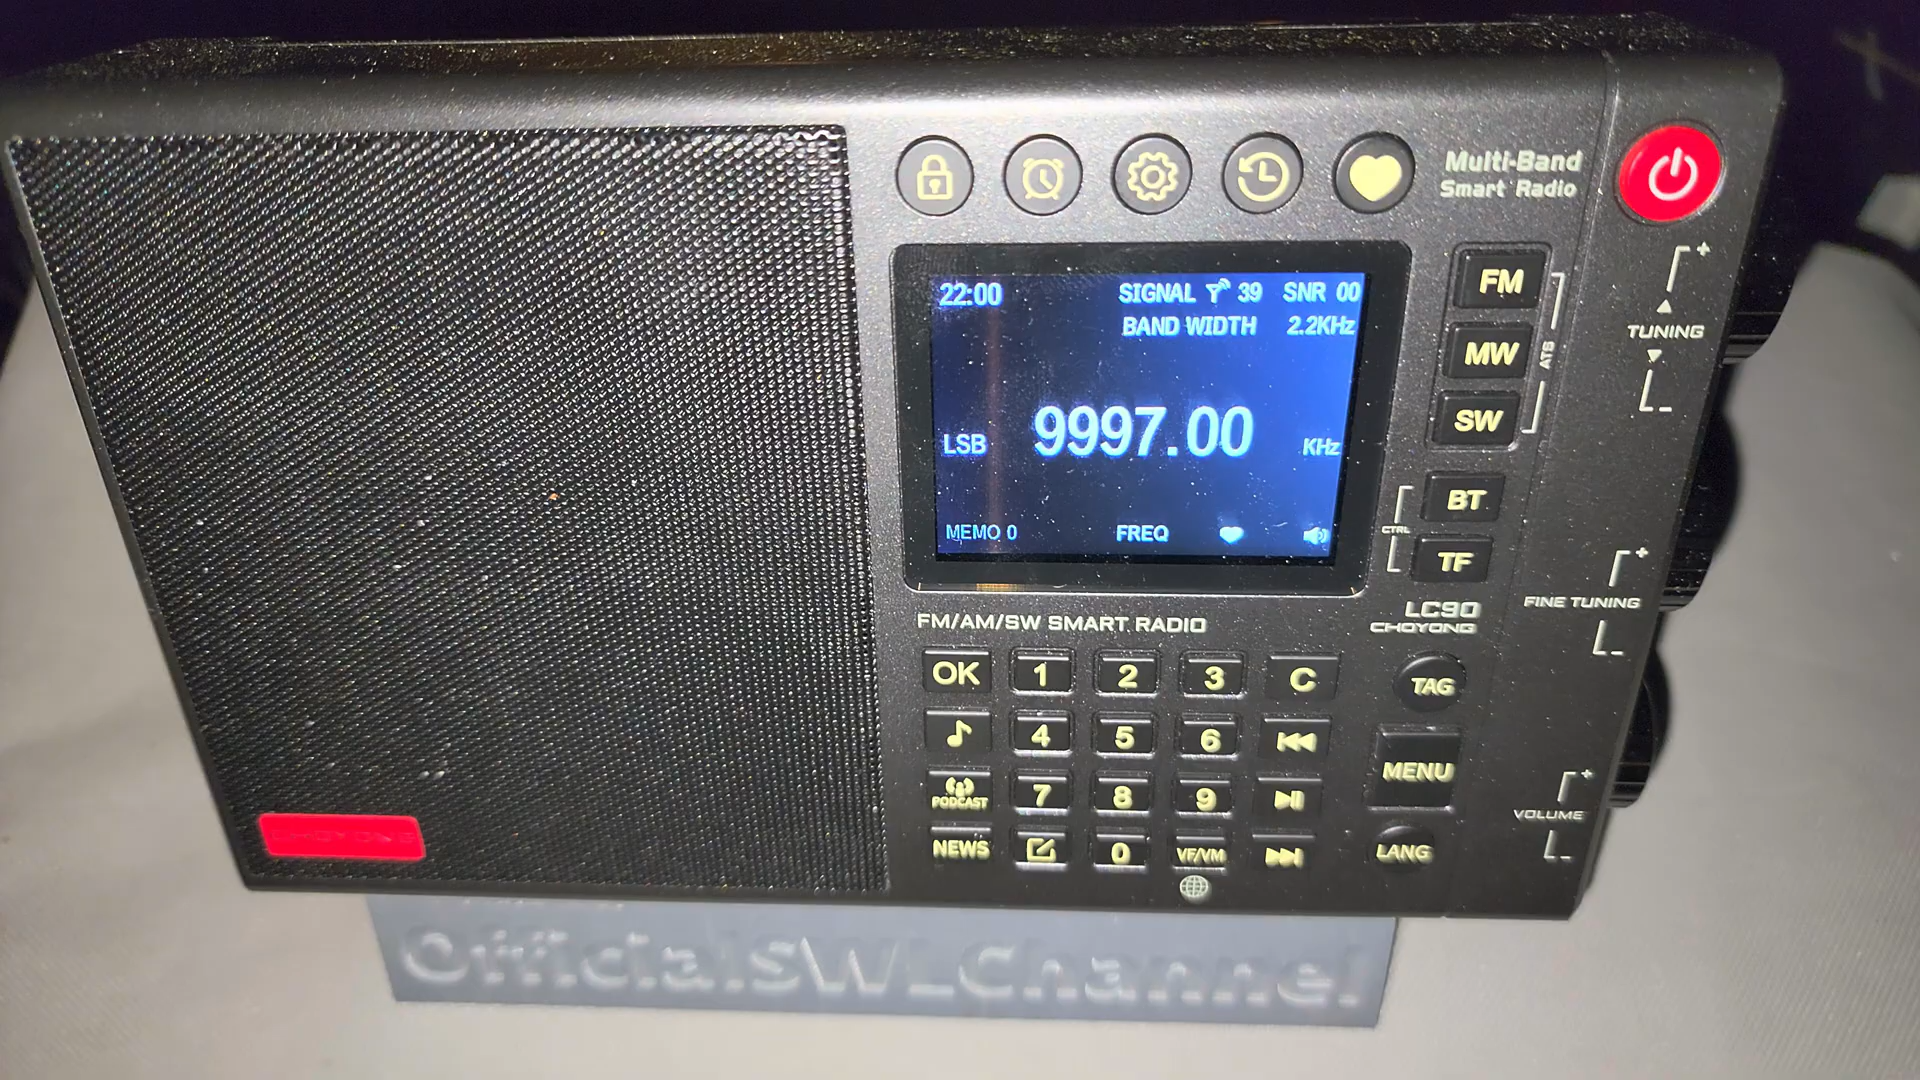 Multi-Band
Smart Radio
22:00 SIGNAL 39 SNR 00
BAND WIDTH 2.2KHz
LSB 9997.00 KHz
MEMO 0 FREQ
FM
MW
SW
ATS
BT
CTRL
TF
+
TUNING
-
+
FINE TUNING
-
+
VOLUME
-
LC90
CHOYONG
FM/AM/SW SMART RADIO
OK 1 2 3 C
TAG
4 5 6
MENU
PODCAST 7 8 9
NEWS 0 VF/VM
LANG
CHOYONG
OfficialSWLChannel